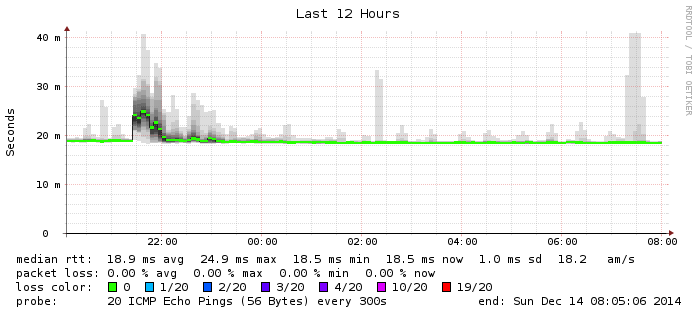 Last 12 Hours
RRDTOOL / TOBI OETIKER
Seconds
40 m
30 m
20 m
10 m
0
22:00 00:00 02:00 04:00 06:00 08:00
median rtt: 18.9 ms avg 24.9 ms max 18.5 ms min 18.5 ms now 1.0 ms sd 18.2 am/s
packet loss: 0.00 % avg 0.00 % max 0.00 % min 0.00 % now
loss color: 0 1/20 2/20 3/20 4/20 10/20 19/20
probe: 20 ICMP Echo Pings (56 Bytes) every 300s end: Sun Dec 14 08:05:06 2014